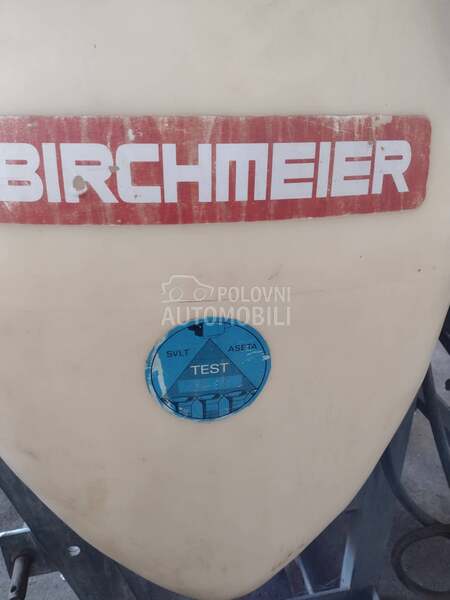 BIRCHMEIER
POLOVNI
AUTOMOBILI
SVLT ASETA
TEST